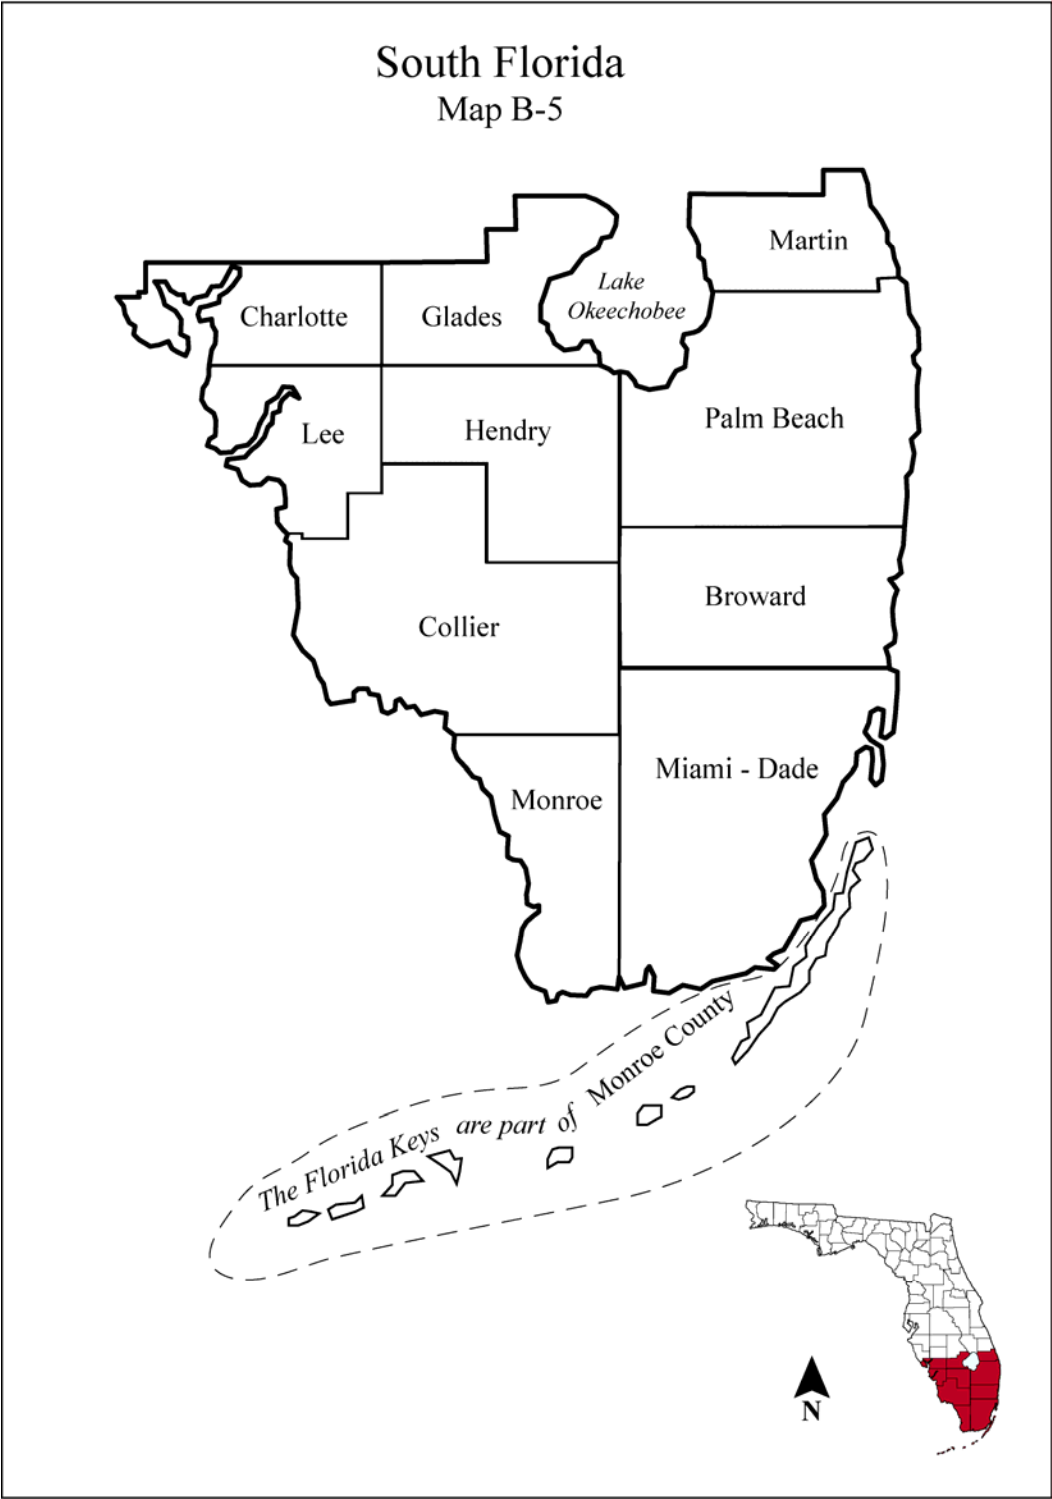 South Florida
Map B-5
Martin
Lake
Okeechobee
Charlotte
Glades
Palm Beach
Lee
Hendry
Broward
Collier
Miami - Dade
Monroe
The Florida Keys are part of Monroe County
N